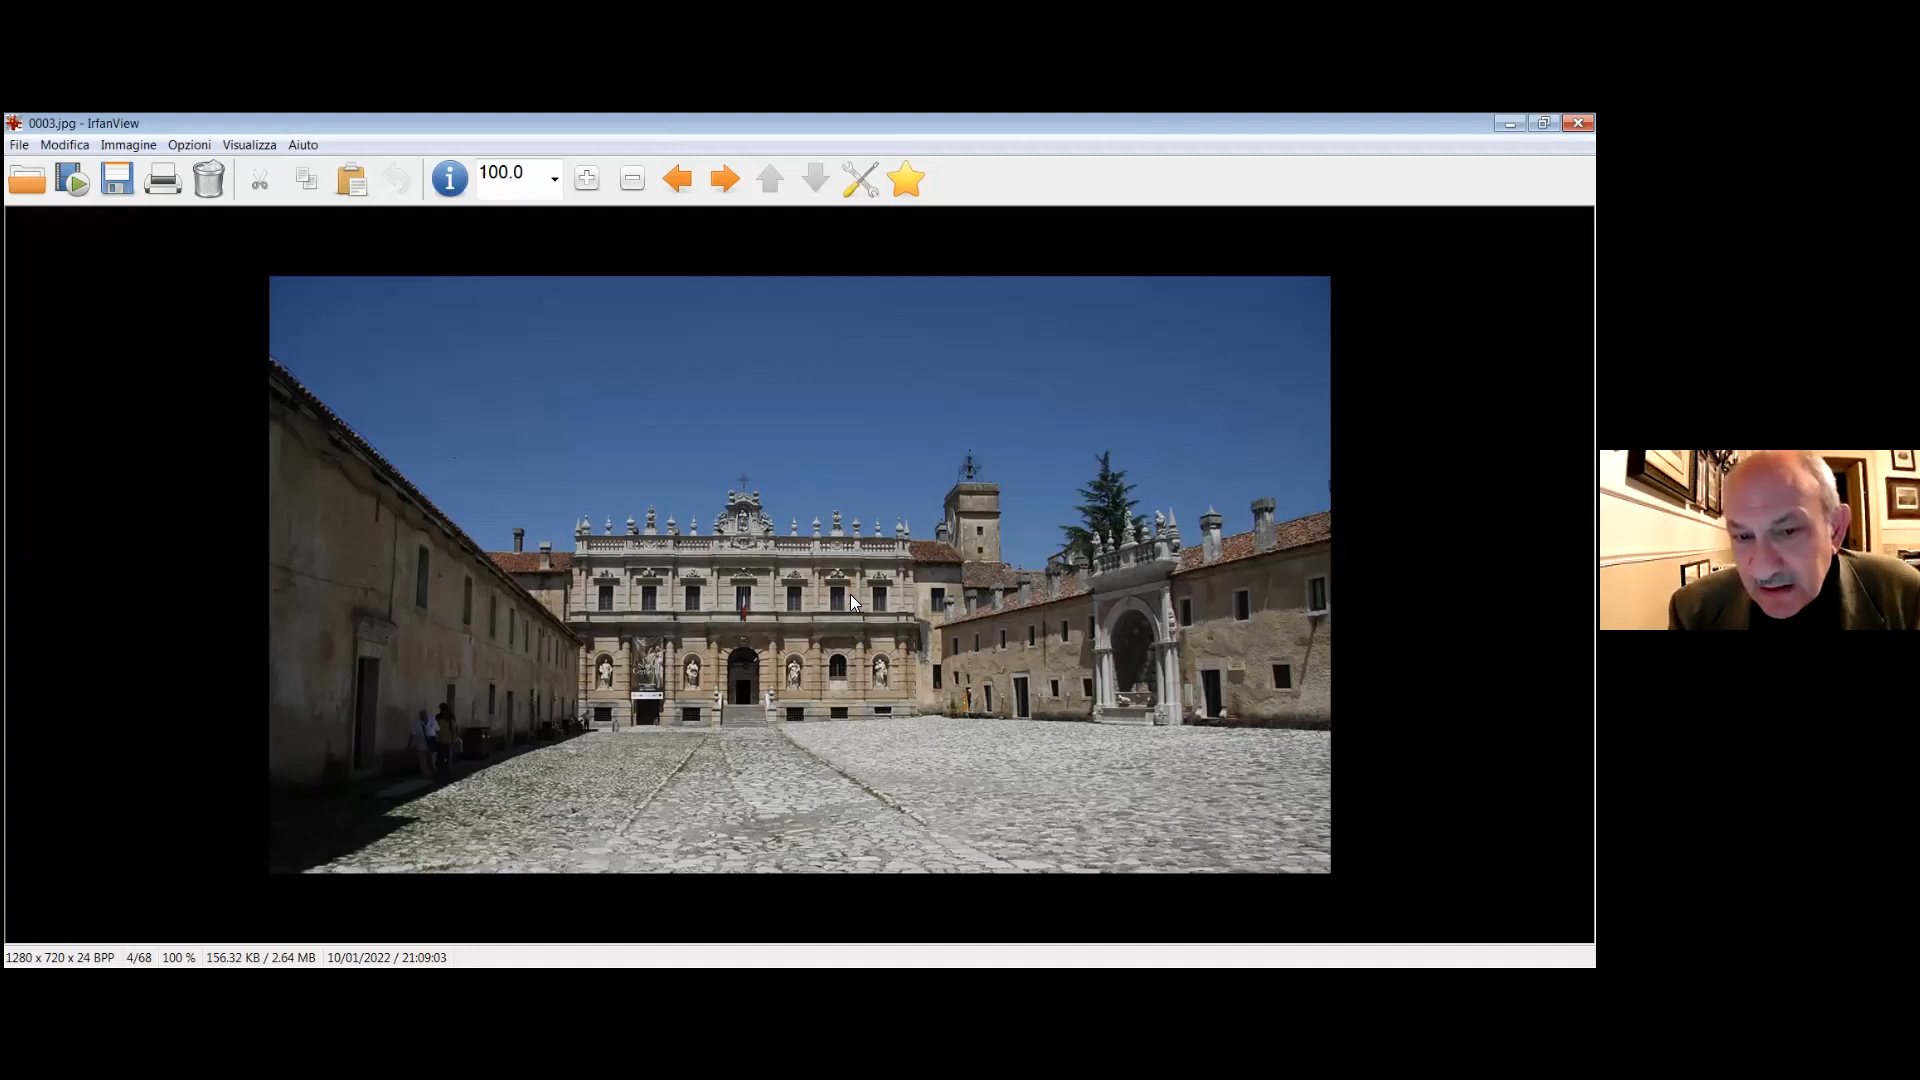 0003.jpg - IrfanView
File Modifica Immagine Opzioni Visualizza Aiuto
100.0
1280 x 720 x 24 BPP 4/68 100 % 156.32 KB / 2.64 MB 10/01/2022 / 21:09:03